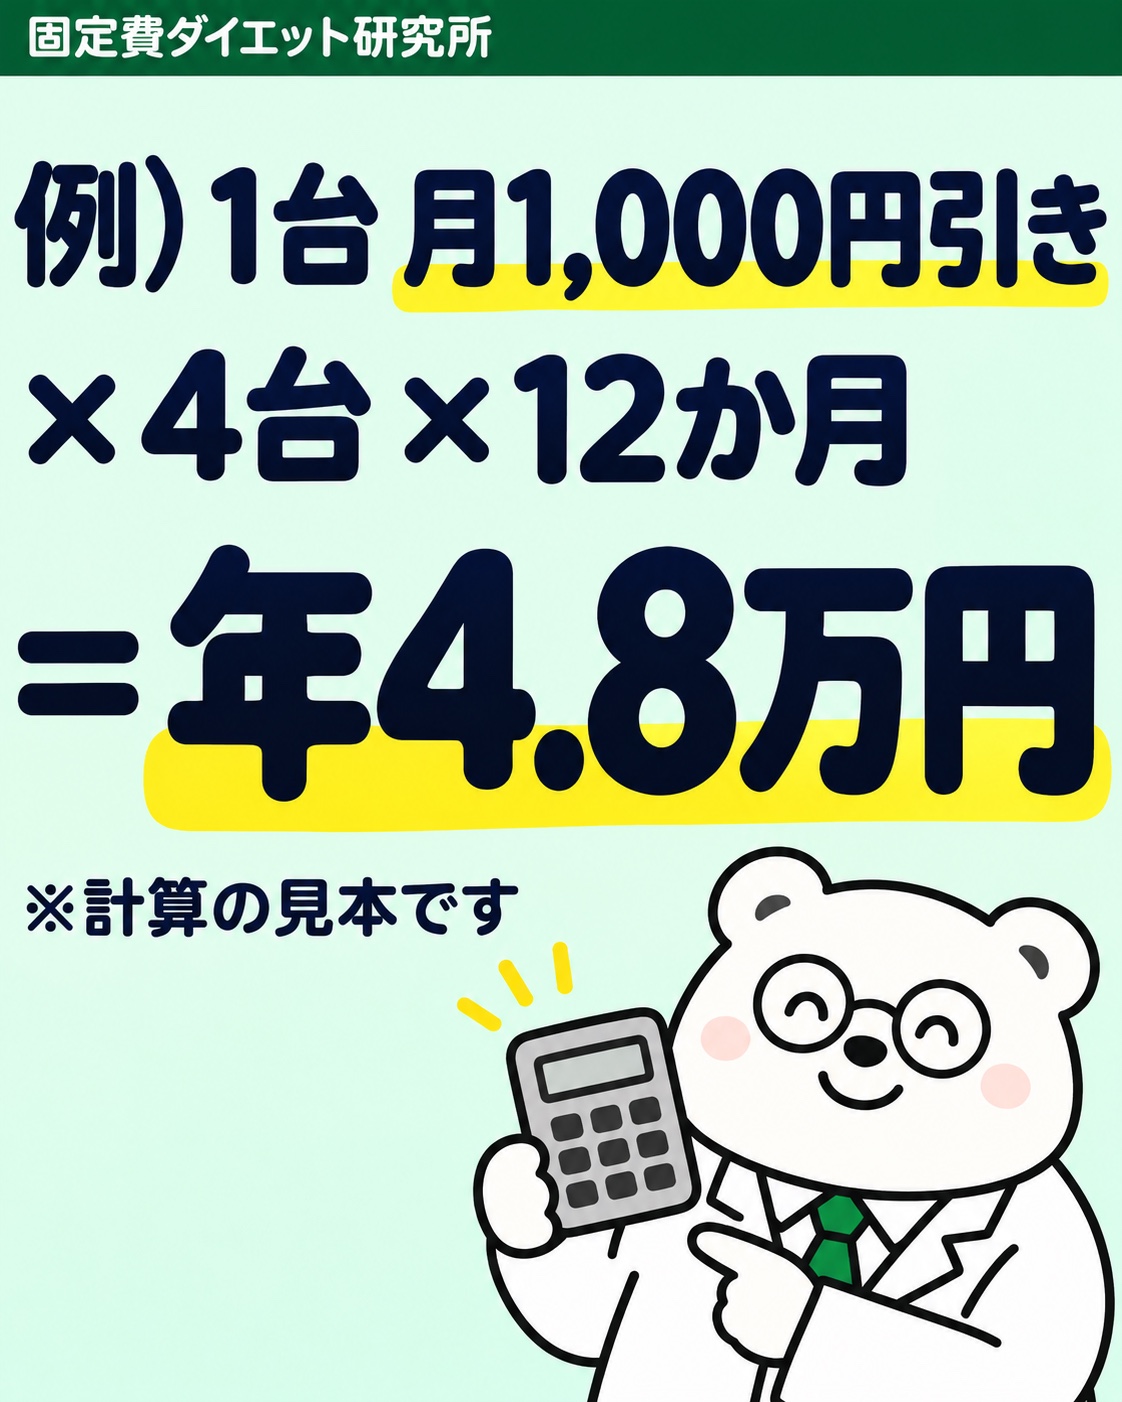 固定費ダイエット研究所
例）1台 月1,000円引き
×4台×12か月
=年4.8万円
※計算の見本です